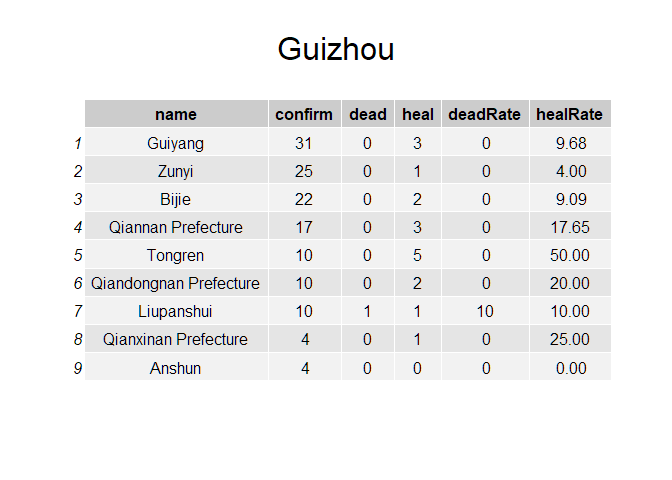 Guizhou
name confirm dead heal deadRate healRate
1 Guiyang 31 0 3 0 9.68
2 Zunyi 25 0 1 0 4.00
3 Bijie 22 0 2 0 9.09
4 Qiannan Prefecture 17 0 3 0 17.65
5 Tongren 10 0 5 0 50.00
6 Qiandongnan Prefecture 10 0 2 0 20.00
7 Liupanshui 10 1 1 10 10.00
8 Qianxinan Prefecture 4 0 1 0 25.00
9 Anshun 4 0 0 0 0.00